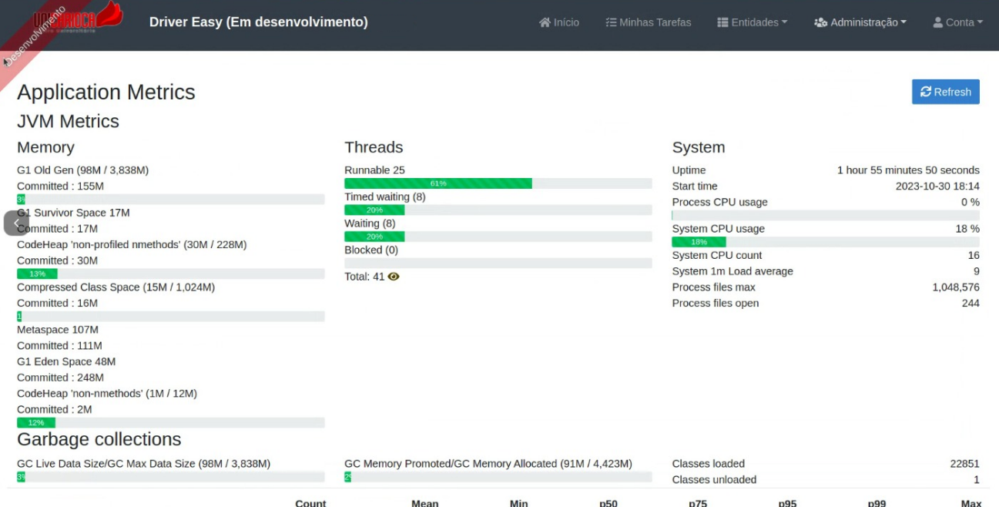 Desenvolvimento
Driver Easy (Em desenvolvimento)
Início
Minhas Tarefas
Entidades
Administração
Conta
Application Metrics
Refresh
JVM Metrics
Memory
G1 Old Gen (98M / 3,838M)
Committed : 155M
3%
G1 Survivor Space 17M
Committed : 17M
CodeHeap 'non-profiled nmethods' (30M / 228M)
Committed : 30M
13%
Compressed Class Space (15M / 1,024M)
Committed : 16M
1
Metaspace 107M
Committed : 111M
G1 Eden Space 48M
Committed : 248M
CodeHeap 'non-nmethods' (1M / 12M)
Committed : 2M
12%
Threads
Runnable 25
61%
Timed waiting (8)
20%
Waiting (8)
20%
Blocked (0)
Total: 41
System
Uptime 1 hour 55 minutes 50 seconds
Start time 2023-10-30 18:14
Process CPU usage 0 %
System CPU usage 18 %
18%
System CPU count 16
System 1m Load average 9
Process files max 1,048,576
Process files open 244
Garbage collections
GC Live Data Size/GC Max Data Size (98M / 3,838M)
3%
GC Memory Promoted/GC Memory Allocated (91M / 4,423M)
2%
Classes loaded 22851
Classes unloaded 1
Count Mean Min p50 p75 p95 p99 Max